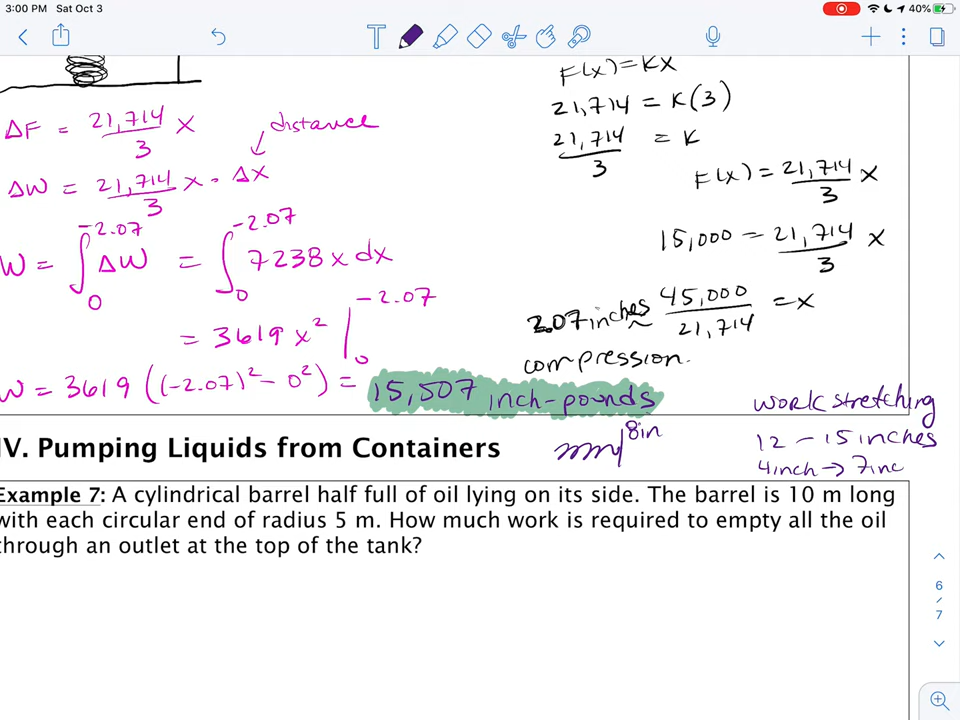 3:00 PM Sat Oct 3
40%
F(x)=Kx
21,714 = K(3)
21,714/3 = K
F(x) = 21,714/3 x
15,000 = 21,714/3 x
2.07 inches ≈ 45,000/21,714 = x
compression.
ΔF = 21,714/3 x
distance
ΔW = 21,714/3 x · Δx
W = ∫₀^-2.07 ΔW = ∫₀^-2.07 7238x dx
= 3619 x² |₀^-2.07
W = 3619 ((-2.07)² - 0²) = 15,507 inch-pounds
8in
work stretching
12 - 15 inches
4inch → 7inc
IV. Pumping Liquids from Containers
Example 7: A cylindrical barrel half full of oil lying on its side. The barrel is 10 m long
with each circular end of radius 5 m. How much work is required to empty all the oil
through an outlet at the top of the tank?
6
/
7